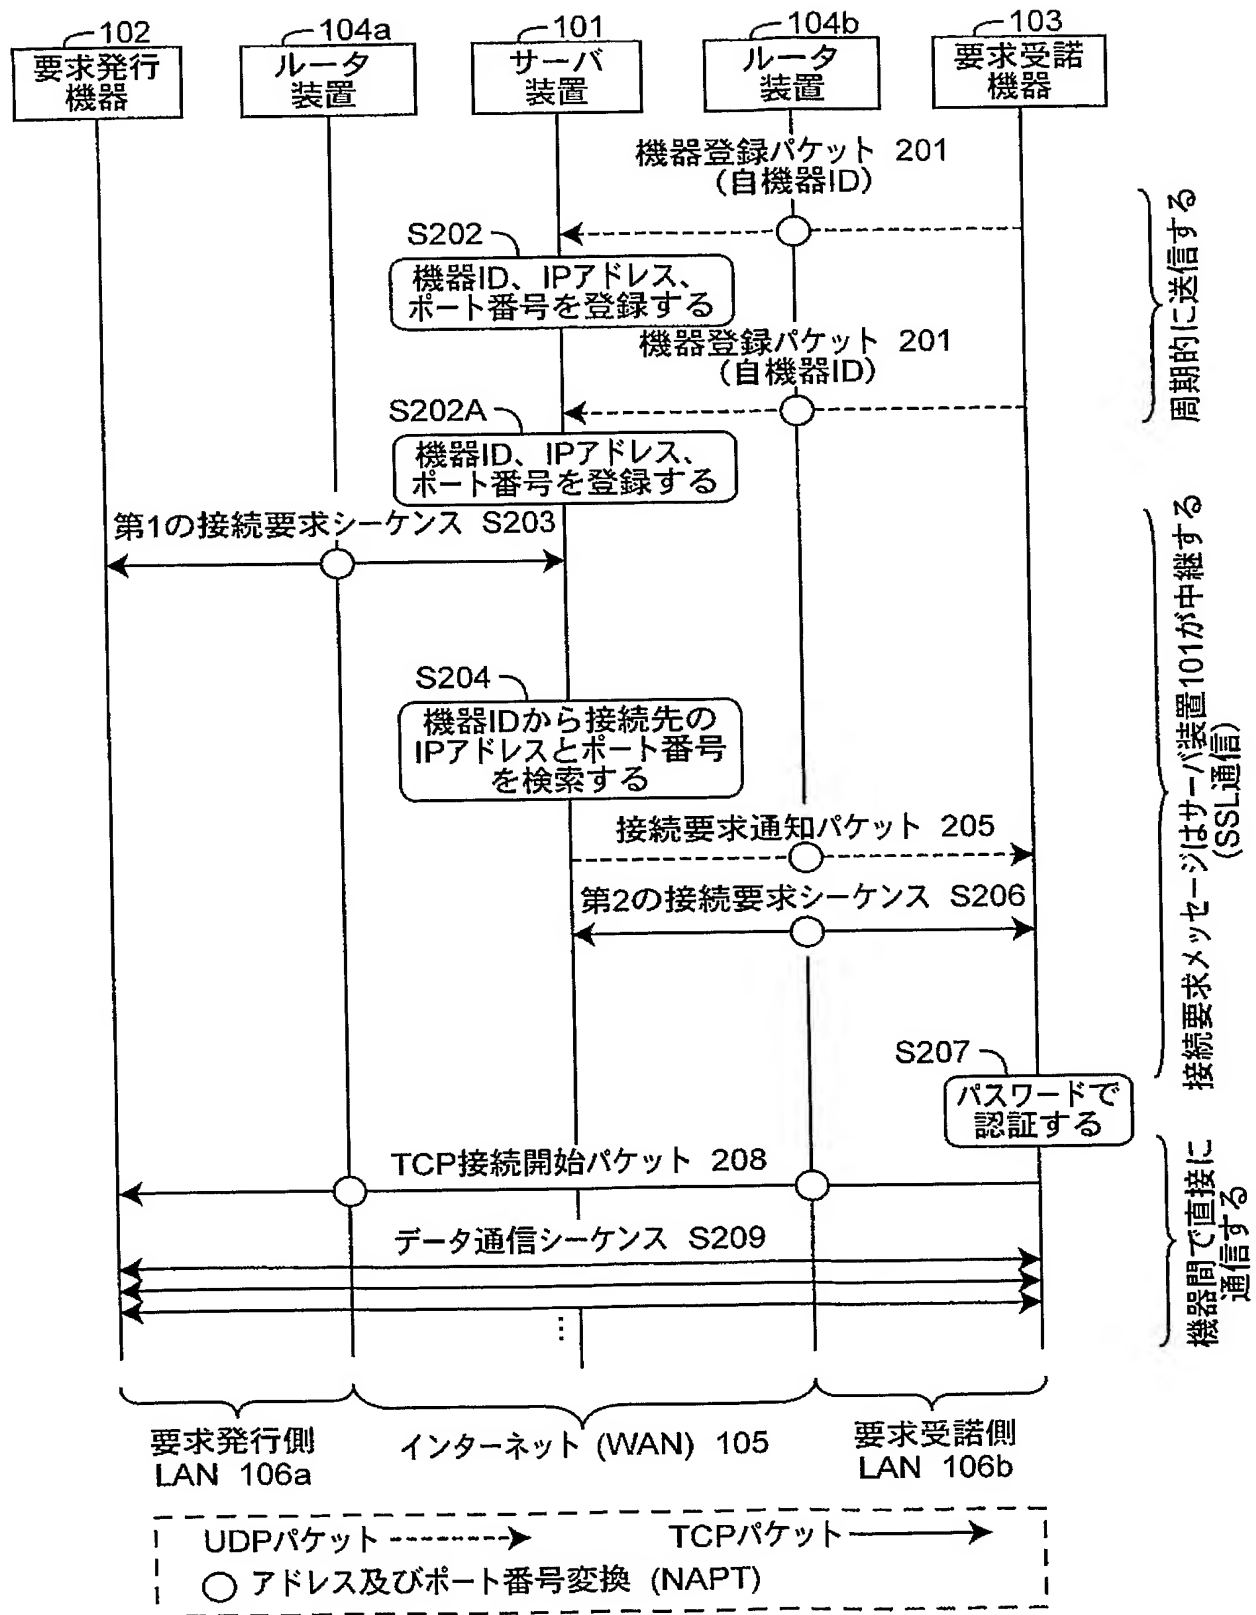 102
要求発行
機器
104a
ルータ
装置
101
サーバ
装置
104b
ルータ
装置
103
要求受諾
機器
機器登録パケット 201
(自機器ID)
S202
機器ID、IPアドレス、
ポート番号を登録する
機器登録パケット 201
(自機器ID)
周期的に送信する
S202A
機器ID、IPアドレス、
ポート番号を登録する
第1の接続要求シーケンス S203
S204
機器IDから接続先の
IPアドレスとポート番号
を検索する
接続要求通知パケット 205
第2の接続要求シーケンス S206
接続要求メッセージはサーバ装置101が中継する
(SSL通信)
S207
パスワードで
認証する
TCP接続開始パケット 208
データ通信シーケンス S209
⋮
機器間で直接に
通信する
要求発行側
LAN 106a
インターネット (WAN) 105
要求受諾側
LAN 106b
UDPパケット
TCPパケット
アドレス及びポート番号変換 (NAPT)